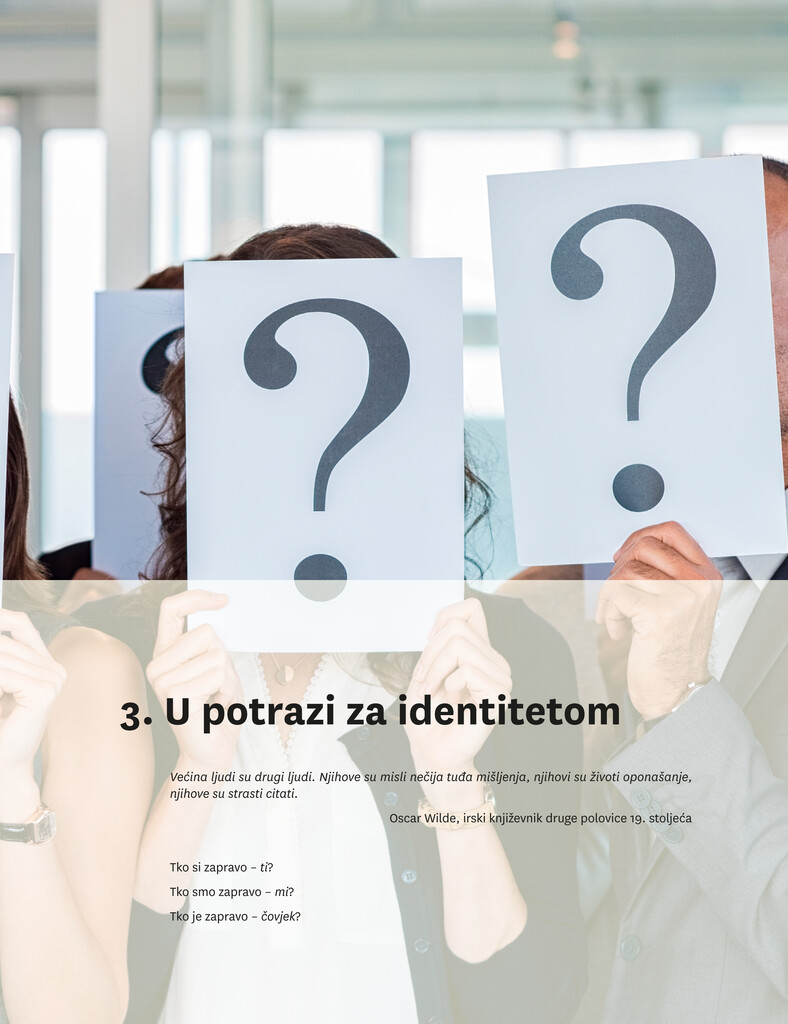 ?
?
?
3. U potrazi za identitetom
Većina ljudi su drugi ljudi. Njihove su misli nečija tuđa mišljenja, njihovi su životi oponašanje,
njihove su strasti citati.
Oscar Wilde, irski književnik druge polovice 19. stoljeća
Tko si zapravo – ti?
Tko smo zapravo – mi?
Tko je zapravo – čovjek?